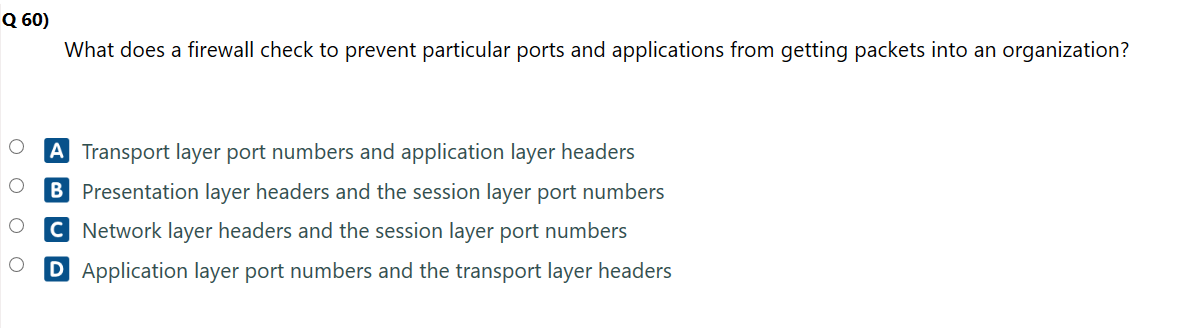 Q 60)
What does a firewall check to prevent particular ports and applications from getting packets into an organization?
A Transport layer port numbers and application layer headers
B Presentation layer headers and the session layer port numbers
C Network layer headers and the session layer port numbers
D Application layer port numbers and the transport layer headers